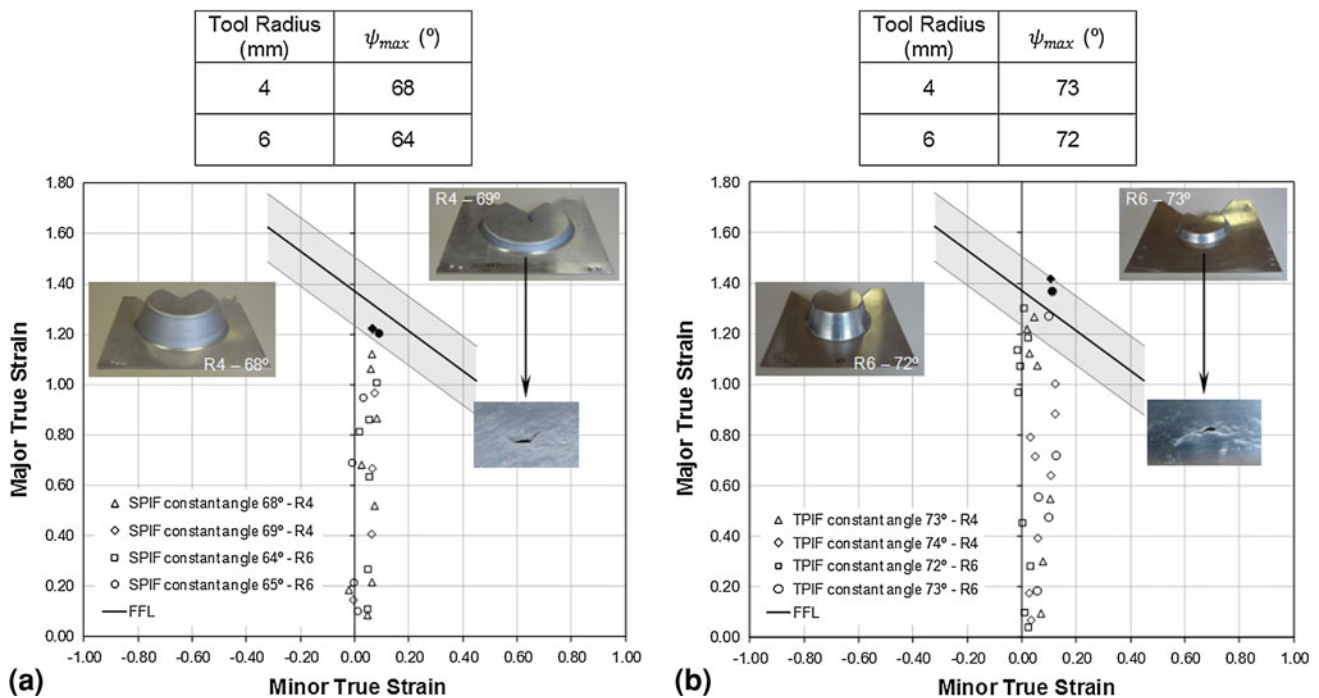 Tool Radius (mm) ψmax (º)
4 68
6 64
1.80
1.60
1.40
1.20
1.00
0.80
0.60
0.40
0.20
0.00
Major True Strain
R4 – 69º
R4 – 68º
SPIF constant angle 68º - R4
SPIF constant angle 69º - R4
SPIF constant angle 64º - R6
SPIF constant angle 65º - R6
FFL
-1.00 -0.80 -0.60 -0.40 -0.20 0.00 0.20 0.40 0.60 0.80 1.00
(a) Minor True Strain
Tool Radius (mm) ψmax (º)
4 73
6 72
1.80
1.60
1.40
1.20
1.00
0.80
0.60
0.40
0.20
0.00
Major True Strain
R6 – 73º
R6 – 72º
TPIF constant angle 73º - R4
TPIF constant angle 74º - R4
TPIF constant angle 72º - R6
TPIF constant angle 73º - R6
FFL
-1.00 -0.80 -0.60 -0.40 -0.20 0.00 0.20 0.40 0.60 0.80 1.00
(b) Minor True Strain